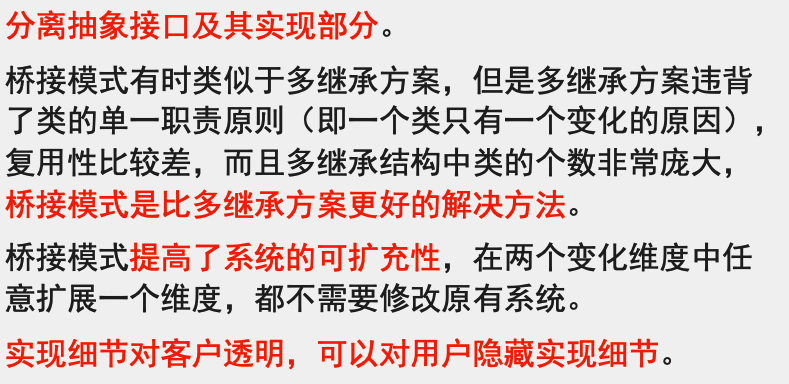 分离抽象接口及其实现部分。
桥接模式有时类似于多继承方案，但是多继承方案违背
了类的单一职责原则（即一个类只有一个变化的原因），
复用性比较差，而且多继承结构中类的个数非常庞大，
桥接模式是比多继承方案更好的解决方法。
桥接模式提高了系统的可扩充性，在两个变化维度中任
意扩展一个维度，都不需要修改原有系统。
实现细节对客户透明，可以对用户隐藏实现细节。